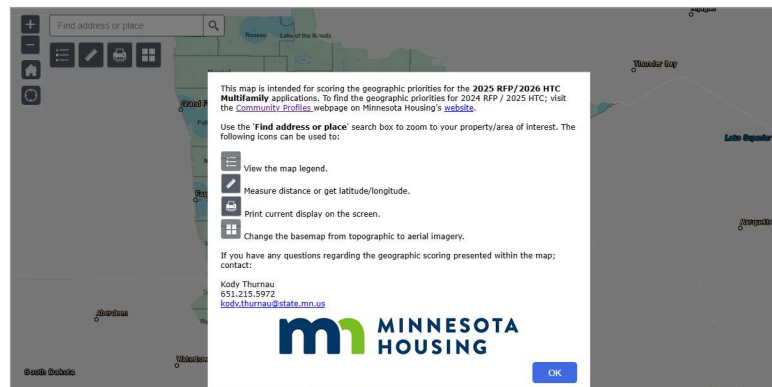 Find address or place
Roseau
Lake of the Woods
Thunder Bay
This map is intended for scoring the geographic priorities for the 2025 RFP/2026 HTC
Multifamily applications. To find the geographic priorities for 2024 RFP / 2025 HTC; visit
the Community Profiles webpage on Minnesota Housing's website.
Use the 'Find address or place' search box to zoom to your property/area of interest. The
following icons can be used to:
View the map legend.
Measure distance or get latitude/longitude.
Print current display on the screen.
Change the basemap from topographic to aerial imagery.
If you have any questions regarding the geographic scoring presented within the map;
contact:
Kody Thurnau
651.215.5972
kody.thurnau@state.mn.us
MINNESOTA
HOUSING
OK
Grand F
Lake Superior
Marquette
Aberdeen
Watertow
South Dakota